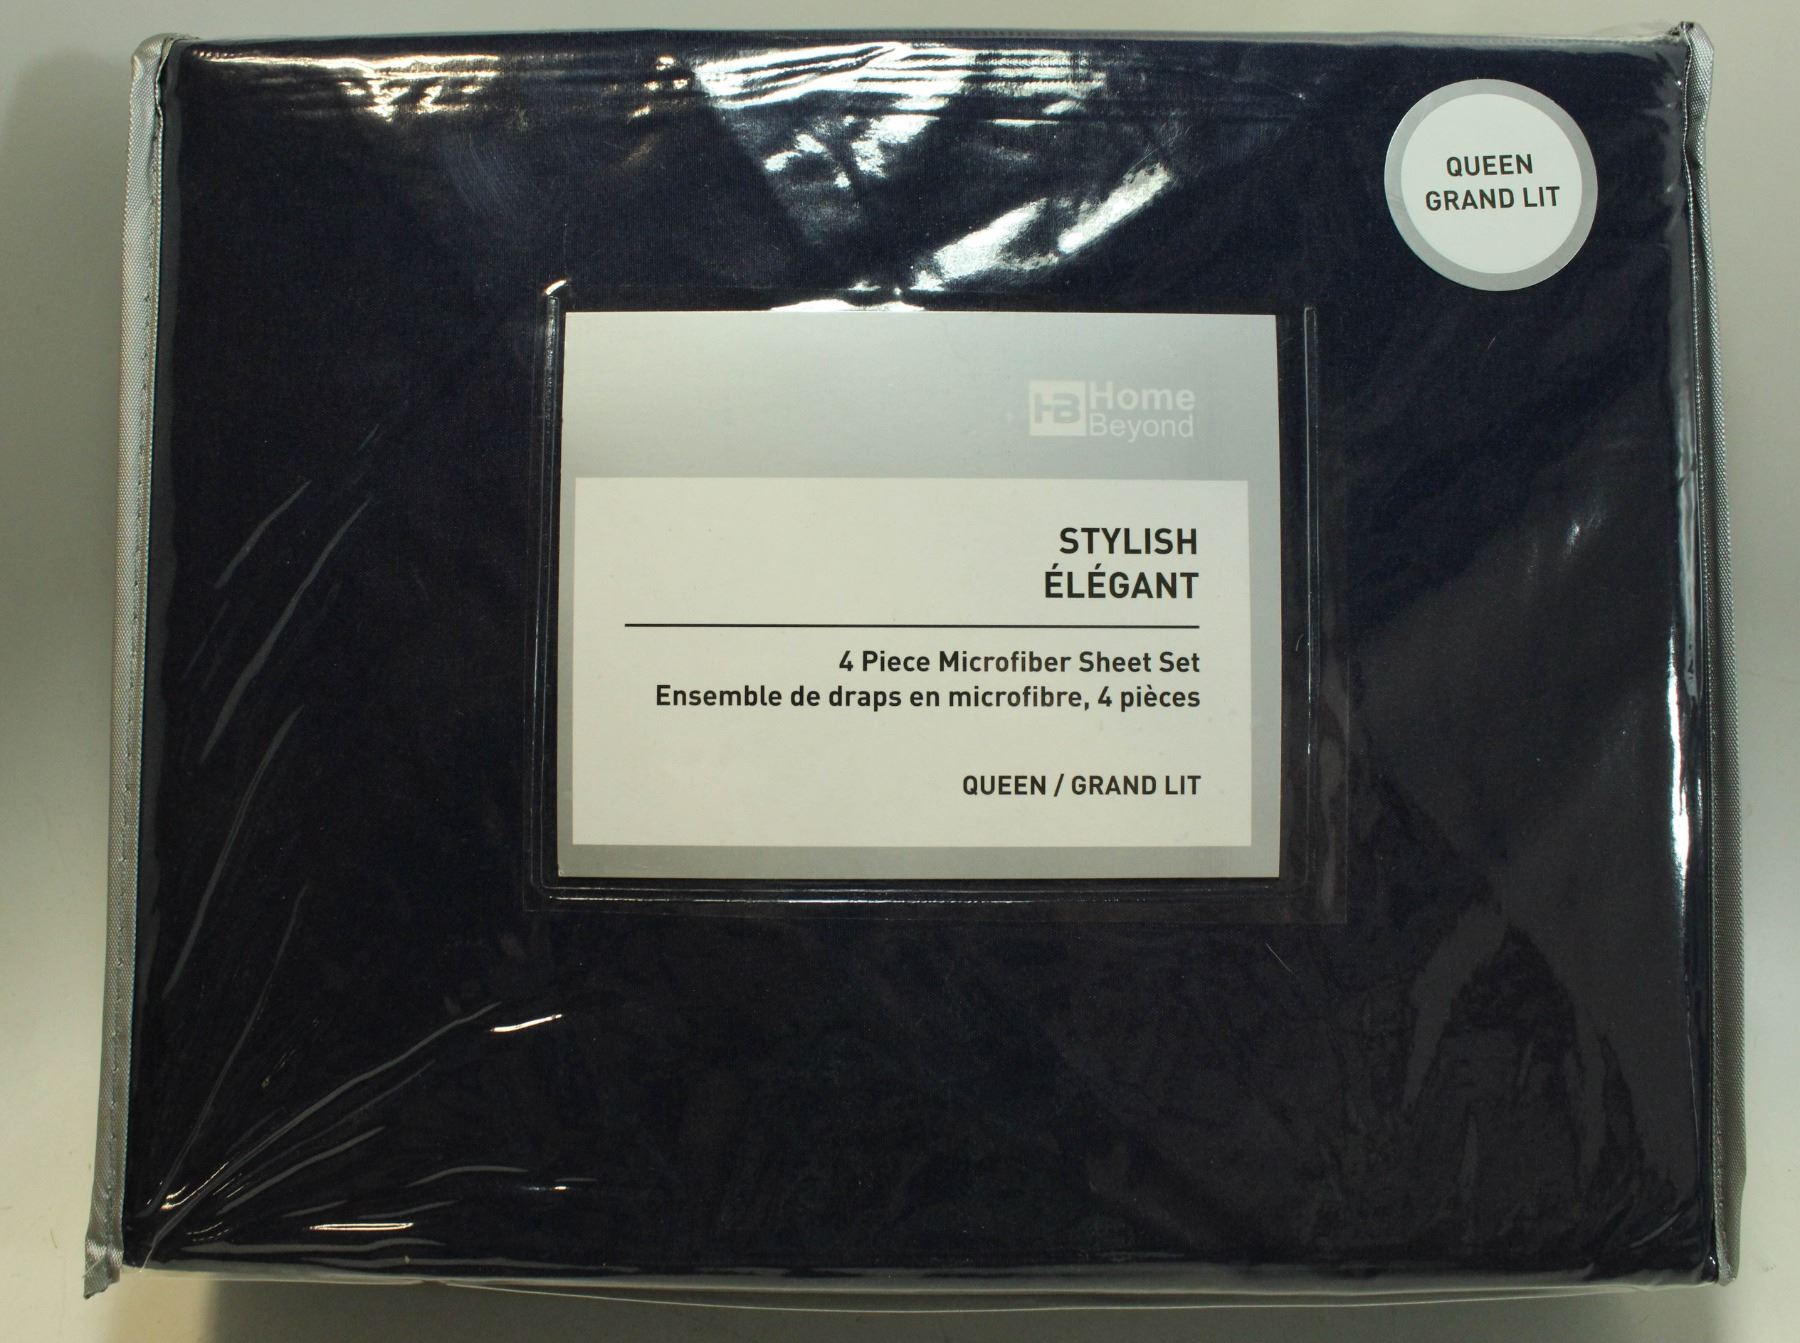 QUEEN
GRAND LIT
HB Home
Beyond
STYLISH
ÉLÉGANT
4 Piece Microfiber Sheet Set
Ensemble de draps en microfibre, 4 pièces
QUEEN / GRAND LIT